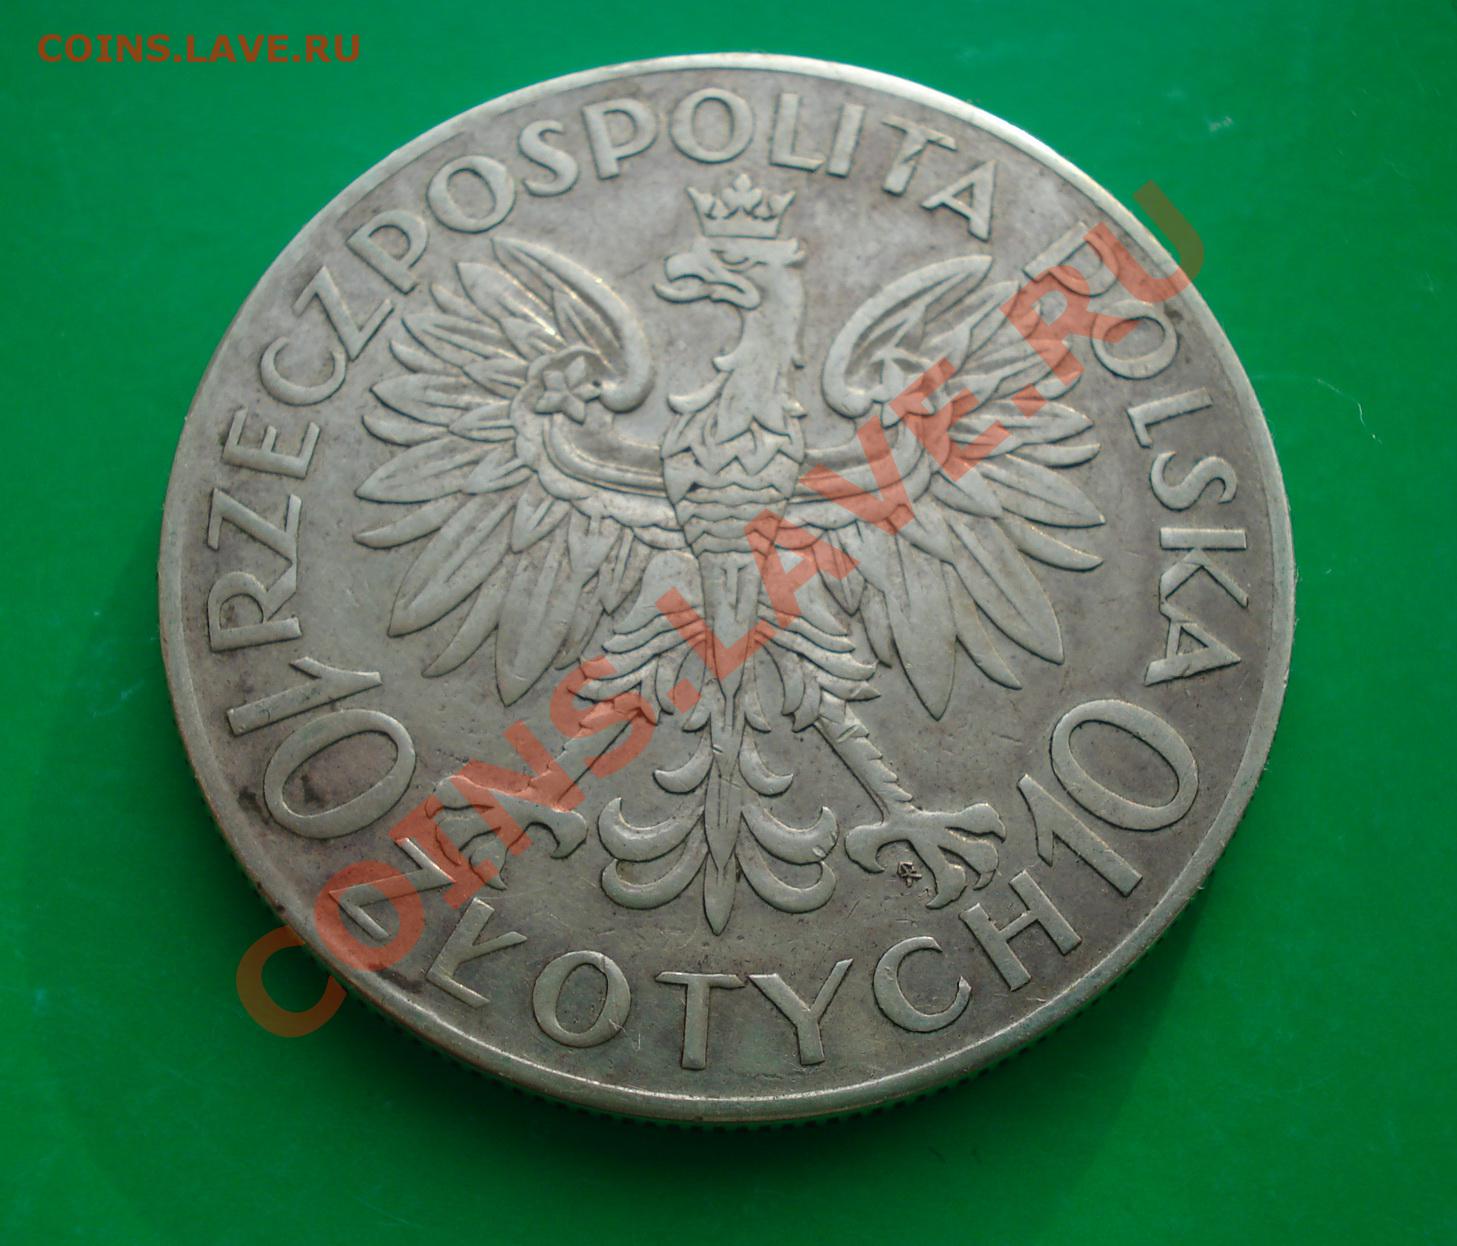 COINS.LAVE.RU
RZECZPOSPOLITA POLSKA
10 ZŁOTYCH 10
COINS.LAVE.RU